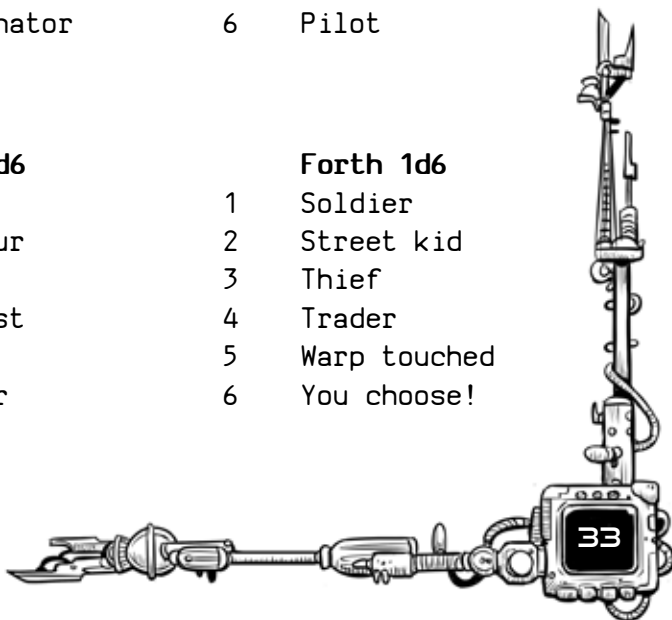 nator 6 Pilot
d6 Forth 1d6
1 Soldier
ur 2 Street kid
3 Thief
st 4 Trader
5 Warp touched
r 6 You choose!
33